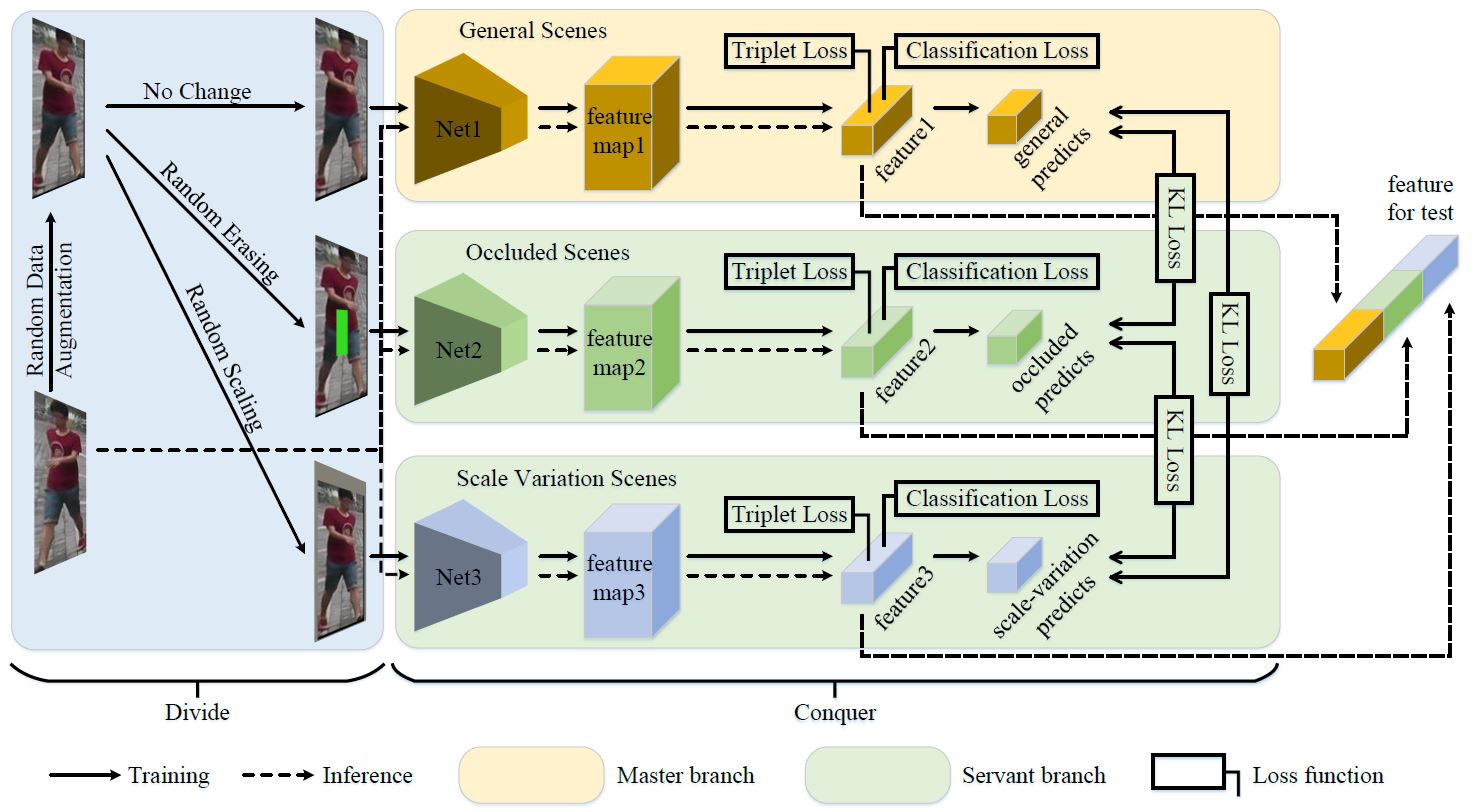 No Change
Random Erasing
Random Scaling
Random Data
Augmentation
General Scenes
Net1
feature
map1
Triplet Loss
Classification Loss
feature1
general
predicts
Occluded Scenes
Net2
feature
map2
Triplet Loss
Classification Loss
feature2
occluded
predicts
Scale Variation Scenes
Net3
feature
map3
Triplet Loss
Classification Loss
feature3
scale-variation
predicts
KL Loss
KL Loss
KL Loss
feature
for test
Divide
Conquer
Training
Inference
Master branch
Servant branch
Loss function